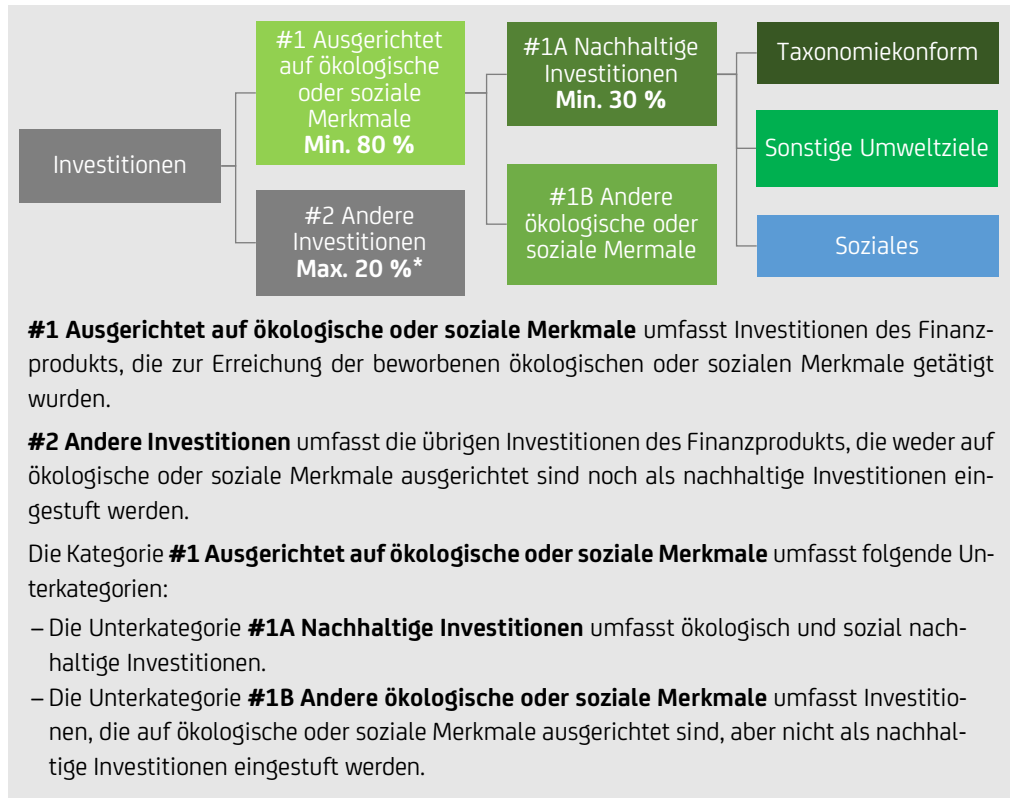 Investitionen
#1 Ausgerichtet
auf ökologische
oder soziale
Merkmale
Min. 80 %
#2 Andere
Investitionen
Max. 20 %*
#1A Nachhaltige
Investitionen
Min. 30 %
#1B Andere
ökologische oder
soziale Mermale
Taxonomiekonform
Sonstige Umweltziele
Soziales
#1 Ausgerichtet auf ökologische oder soziale Merkmale umfasst Investitionen des Finanz-
produkts, die zur Erreichung der beworbenen ökologischen oder sozialen Merkmale getätigt
wurden.
#2 Andere Investitionen umfasst die übrigen Investitionen des Finanzprodukts, die weder auf
ökologische oder soziale Merkmale ausgerichtet sind noch als nachhaltige Investitionen ein-
gestuft werden.
Die Kategorie #1 Ausgerichtet auf ökologische oder soziale Merkmale umfasst folgende Un-
terkategorien:
– Die Unterkategorie #1A Nachhaltige Investitionen umfasst ökologisch und sozial nach-
haltige Investitionen.
– Die Unterkategorie #1B Andere ökologische oder soziale Merkmale umfasst Investitio-
nen, die auf ökologische oder soziale Merkmale ausgerichtet sind, aber nicht als nachhal-
tige Investitionen eingestuft werden.